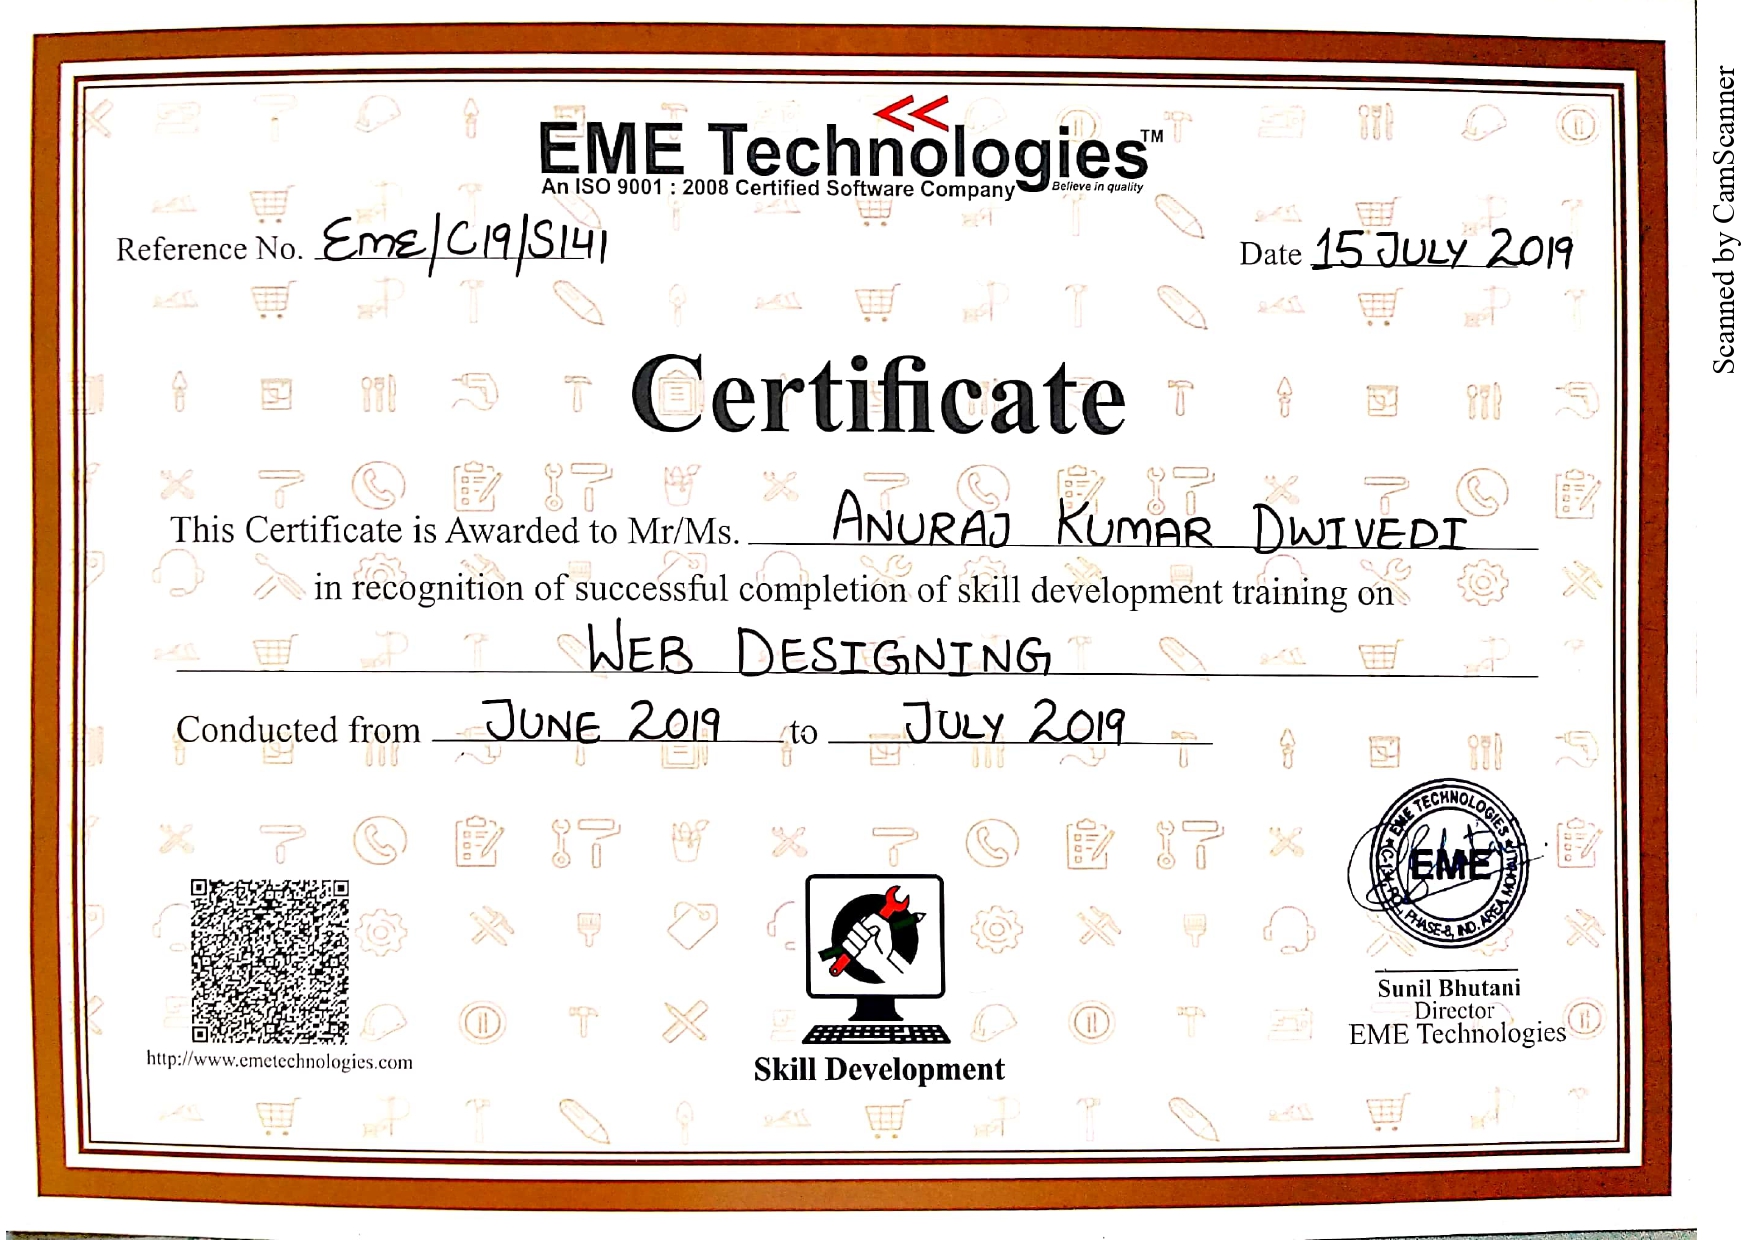 EME Technologies™
An ISO 9001 : 2008 Certified Software Company Believe in quality
Reference No. EME/C19/S141
Date 15 JULY 2019
Certificate
This Certificate is Awarded to Mr/Ms. ANURAJ KUMAR DWIVEDI
in recognition of successful completion of skill development training on
WEB DESIGNING
Conducted from JUNE 2019 to JULY 2019
EME TECHNOLOGIES
EME
PHASE-8, IND. AREA, MOHALI
Sunil Bhutani
Director
EME Technologies
http://www.emetechnologies.com
Skill Development
Scanned by CamScanner